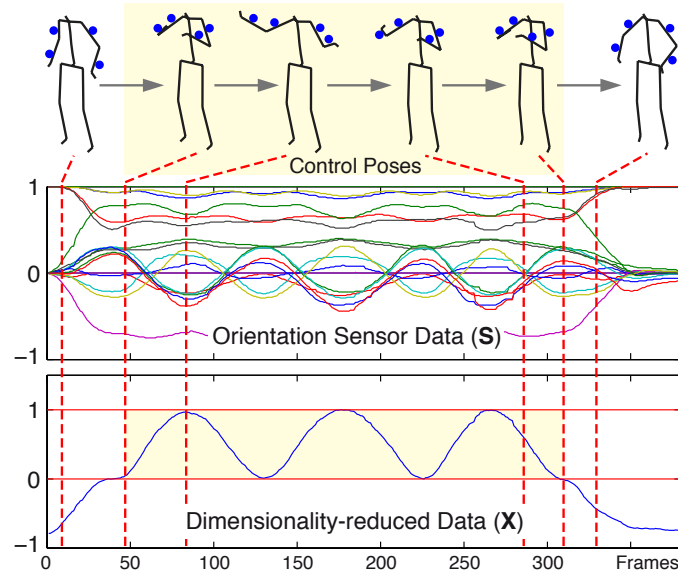 Control Poses
1
0
−1
Orientation Sensor Data (S)
1
0
−1
Dimensionality-reduced Data (X)
0 50 100 150 200 250 300 Frames